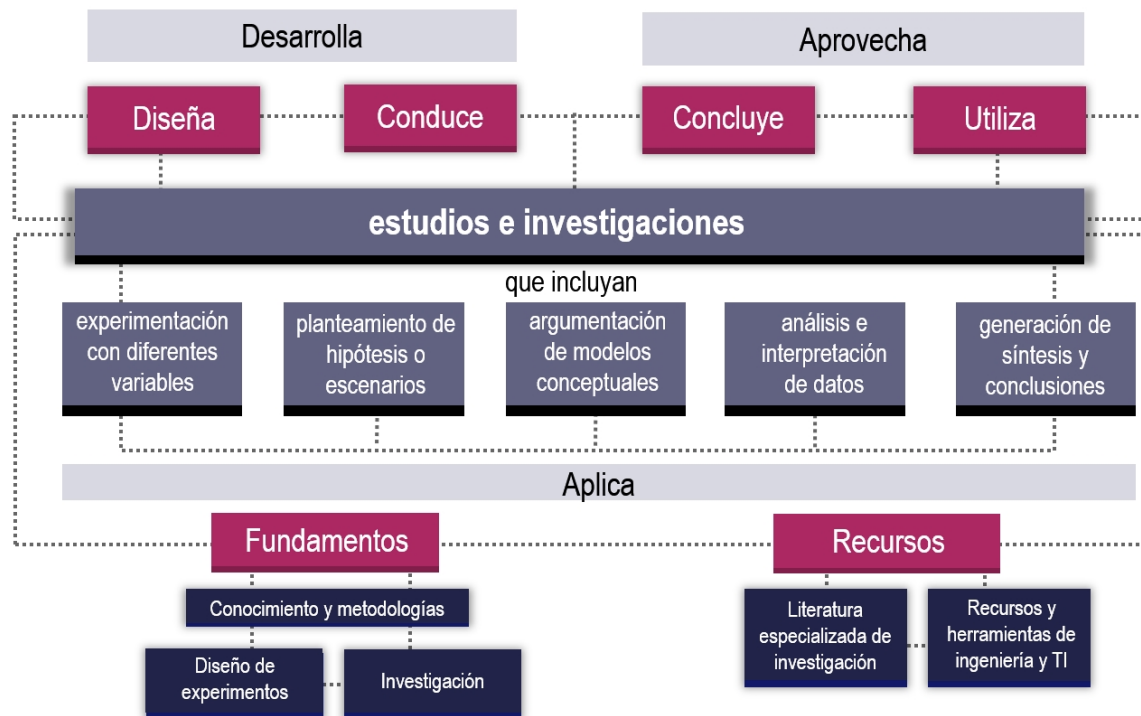 Desarrolla
Aprovecha
Diseña
Conduce
Concluye
Utiliza
estudios e investigaciones
que incluyan
experimentación
con diferentes
variables
planteamiento de
hipótesis o
escenarios
argumentación
de modelos
conceptuales
análisis e
interpretación
de datos
generación de
síntesis y
conclusiones
Aplica
Fundamentos
Recursos
Conocimiento y metodologías
Diseño de
experimentos
Investigación
Literatura
especializada de
investigación
Recursos y
herramientas de
ingeniería y TI